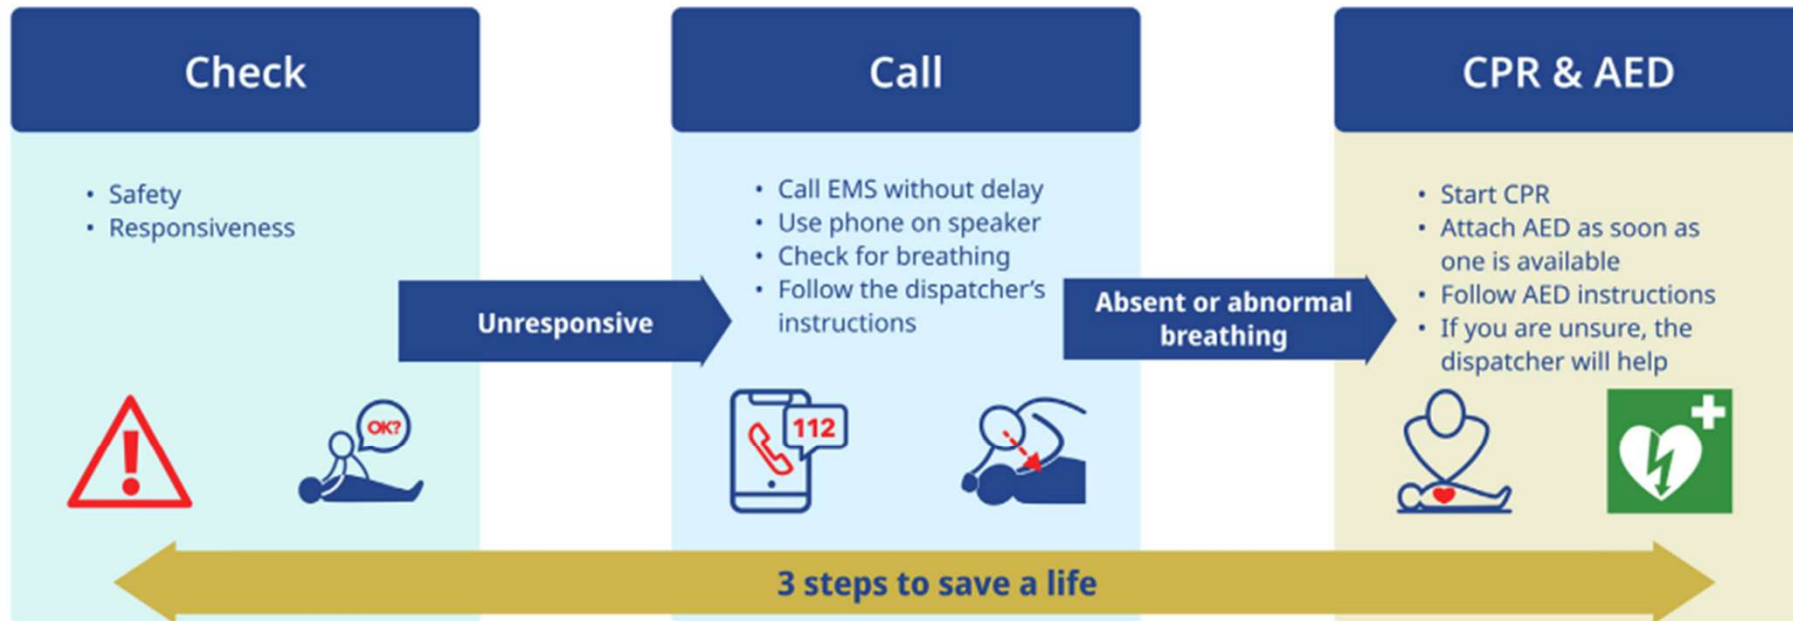 Check
• Safety
• Responsiveness
OK?
Unresponsive
Call
• Call EMS without delay
• Use phone on speaker
• Check for breathing
• Follow the dispatcher's
instructions
112
Absent or abnormal
breathing
CPR & AED
• Start CPR
• Attach AED as soon as
one is available
• Follow AED instructions
• If you are unsure, the
dispatcher will help
3 steps to save a life